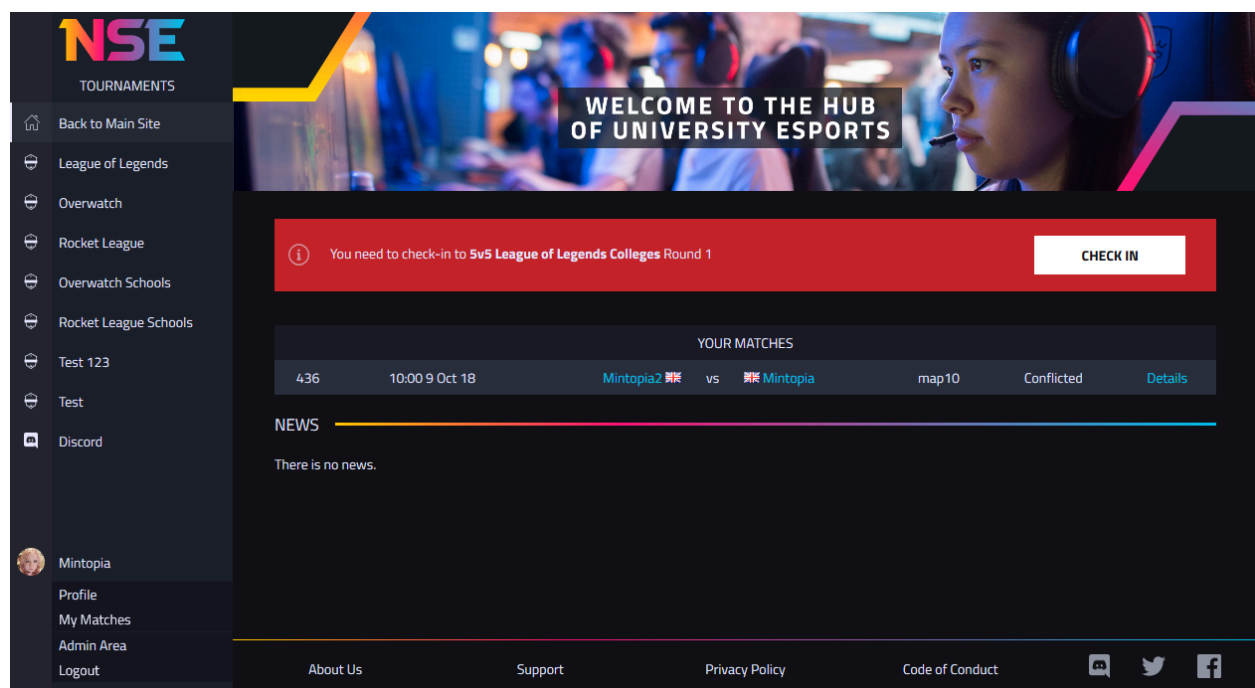 NSE
TOURNAMENTS
Back to Main Site
League of Legends
Overwatch
Rocket League
Overwatch Schools
Rocket League Schools
Test 123
Test
Discord
Mintopia
Profile
My Matches
Admin Area
Logout
WELCOME TO THE HUB
OF UNIVERSITY ESPORTS
You need to check-in to 5v5 League of Legends Colleges Round 1
CHECK IN
YOUR MATCHES
436 10:00 9 Oct 18 Mintopia2 vs Mintopia map10 Conflicted Details
NEWS
There is no news.
About Us Support Privacy Policy Code of Conduct